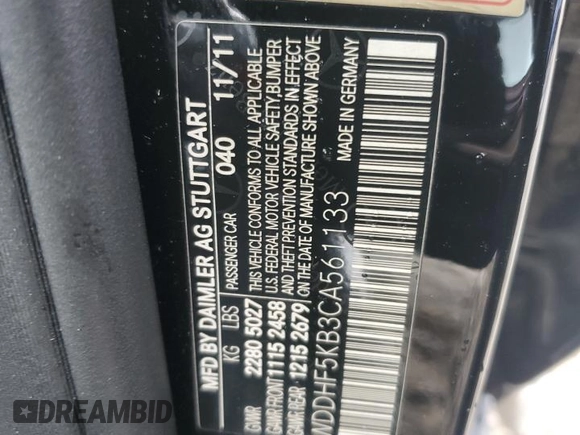 MFD BY DAIMLER AG STUTTGART
PASSENGER CAR 040 11/11
KG LBS
GVWR 2280 5027
GAWR FRONT 1115 2458
GAWR REAR 1215 2679
THIS VEHICLE CONFORMS TO ALL APPLICABLE
U.S. FEDERAL MOTOR VEHICLE SAFETY, BUMPER
AND THEFT PREVENTION STANDARDS IN EFFECT
ON THE DATE OF MANUFACTURE SHOWN ABOVE
WDDHF5KB3CA561133 MADE IN GERMANY
DREAMBID